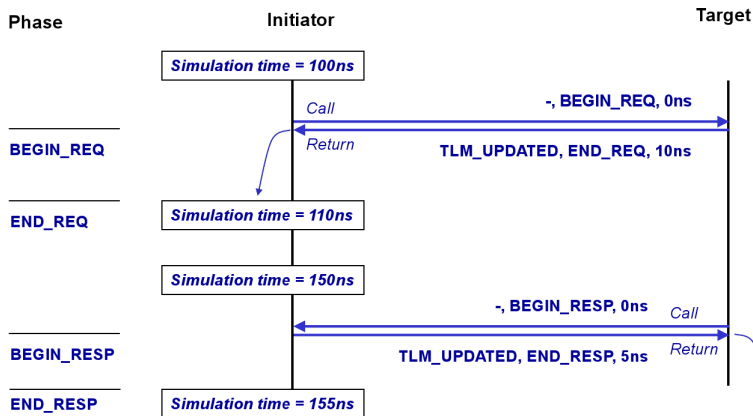 Phase
Initiator
Target
Simulation time = 100ns
Call
-, BEGIN_REQ, 0ns
BEGIN_REQ
Return
TLM_UPDATED, END_REQ, 10ns
END_REQ
Simulation time = 110ns
Simulation time = 150ns
-, BEGIN_RESP, 0ns
Call
BEGIN_RESP
TLM_UPDATED, END_RESP, 5ns
Return
END_RESP
Simulation time = 155ns